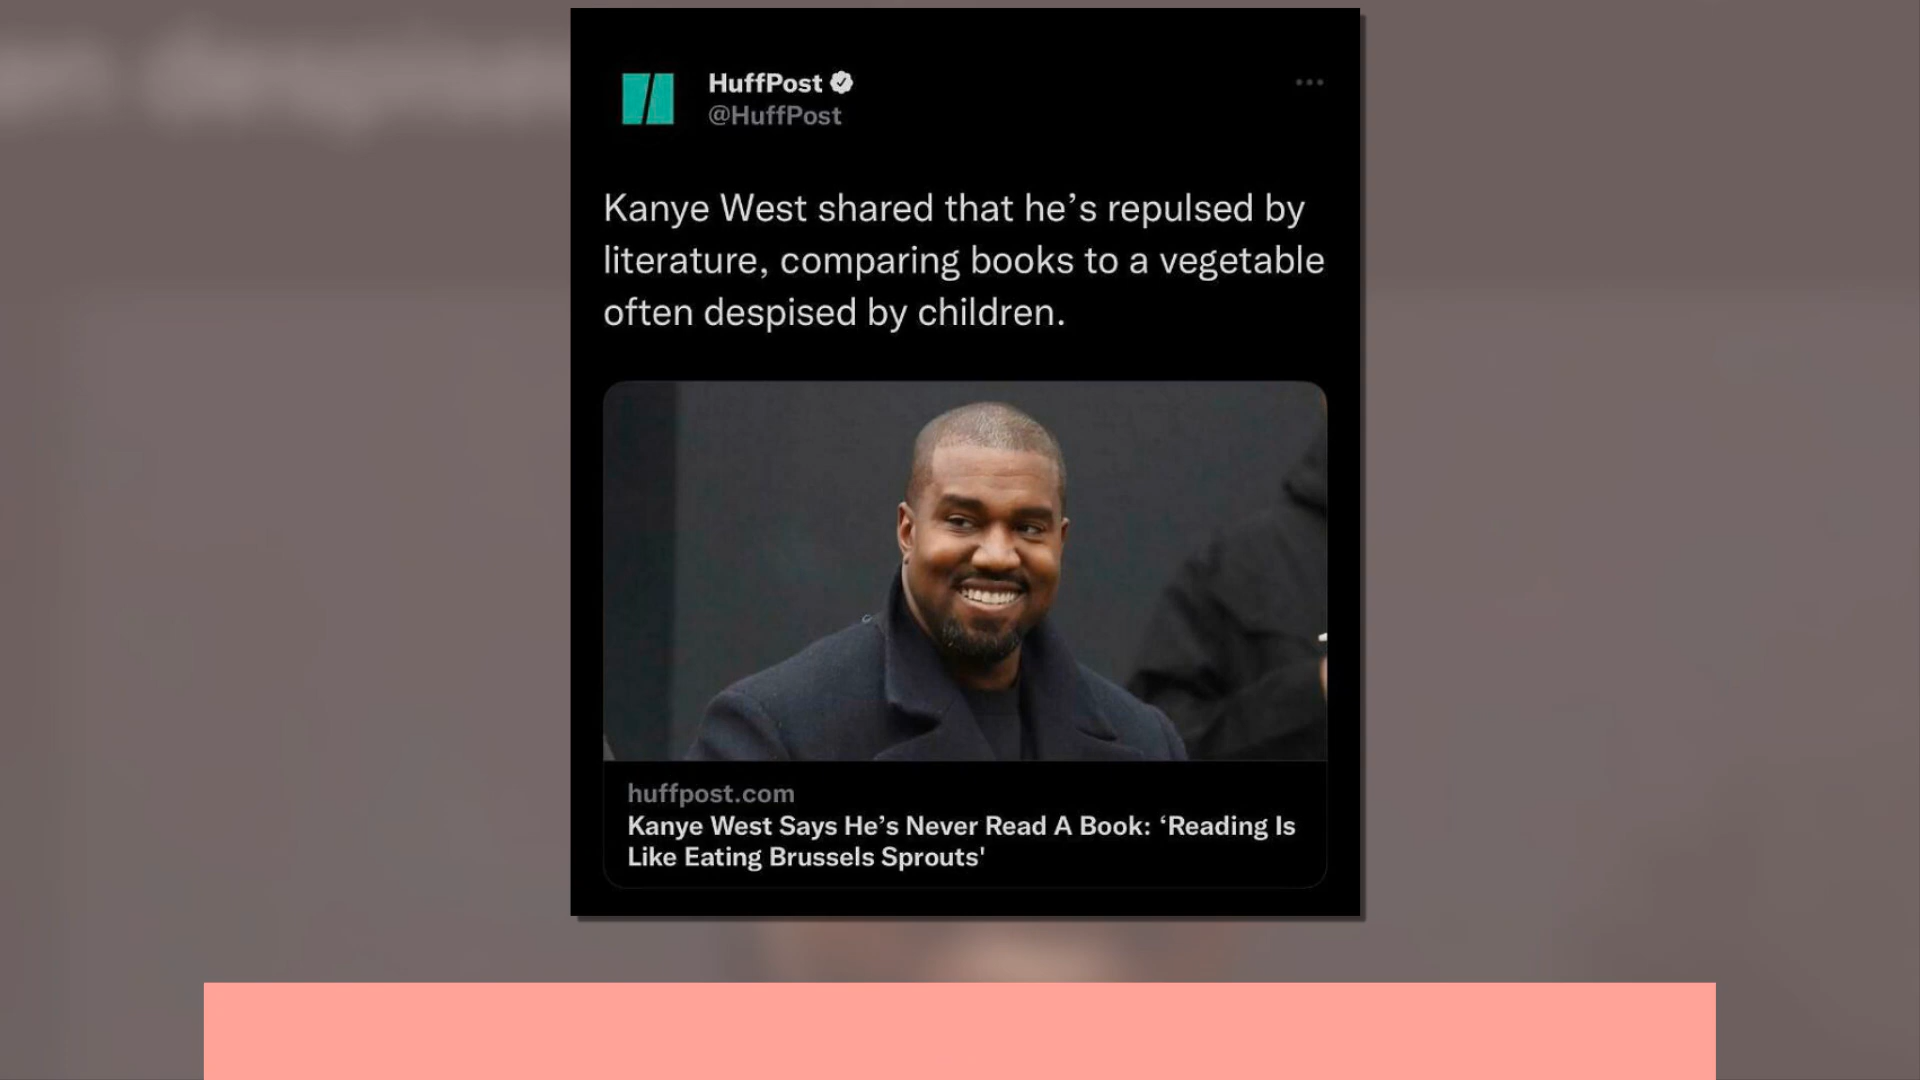 HuffPost
@HuffPost
Kanye West shared that he’s repulsed by
literature, comparing books to a vegetable
often despised by children.
huffpost.com
Kanye West Says He’s Never Read A Book: ‘Reading Is
Like Eating Brussels Sprouts'